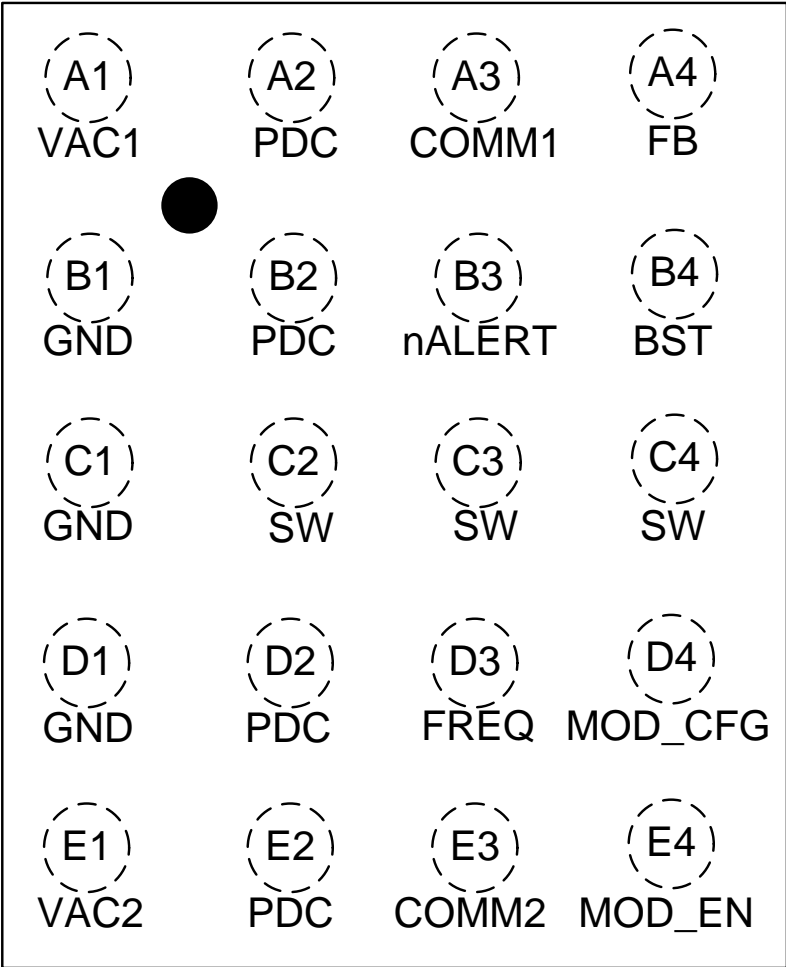 A1 A2 A3 A4
VAC1 PDC COMM1 FB
B1 B2 B3 B4
GND PDC nALERT BST
C1 C2 C3 C4
GND SW SW SW
D1 D2 D3 D4
GND PDC FREQ MOD_CFG
E1 E2 E3 E4
VAC2 PDC COMM2 MOD_EN